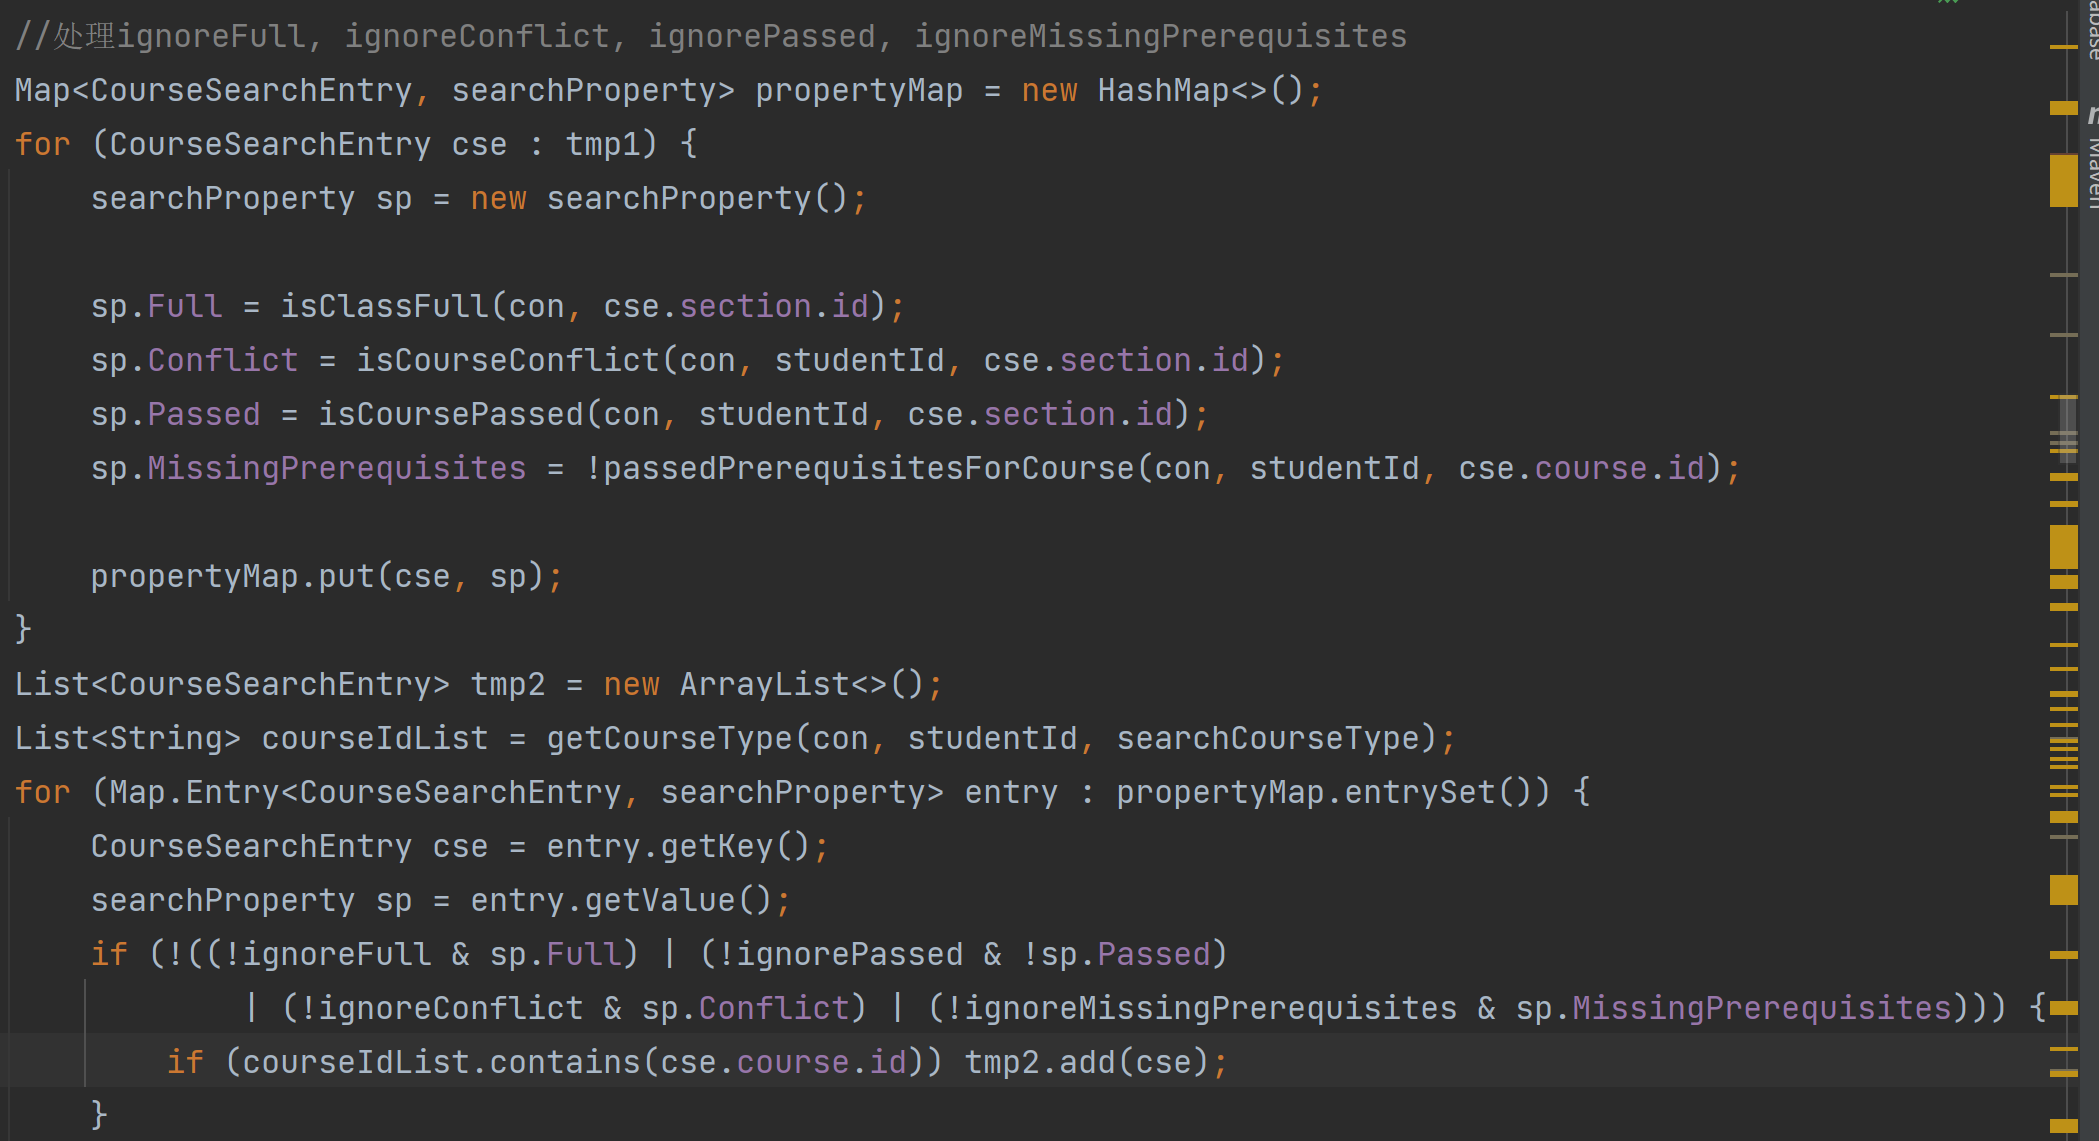 //处理ignoreFull, ignoreConflict, ignorePassed, ignoreMissingPrerequisites
Map<CourseSearchEntry, searchProperty> propertyMap = new HashMap<>();
for (CourseSearchEntry cse : tmp1) {
    searchProperty sp = new searchProperty();
    sp.Full = isClassFull(con, cse.section.id);
    sp.Conflict = isCourseConflict(con, studentId, cse.section.id);
    sp.Passed = isCoursePassed(con, studentId, cse.section.id);
    sp.MissingPrerequisites = !passedPrerequisitesForCourse(con, studentId, cse.course.id);
    propertyMap.put(cse, sp);
}
List<CourseSearchEntry> tmp2 = new ArrayList<>();
List<String> courseIdList = getCourseType(con, studentId, searchCourseType);
for (Map.Entry<CourseSearchEntry, searchProperty> entry : propertyMap.entrySet()) {
    CourseSearchEntry cse = entry.getKey();
    searchProperty sp = entry.getValue();
    if (!((!ignoreFull & sp.Full) | (!ignorePassed & !sp.Passed)
            | (!ignoreConflict & sp.Conflict) | (!ignoreMissingPrerequisites & sp.MissingPrerequisites))) {
        if (courseIdList.contains(cse.course.id)) tmp2.add(cse);
    }
Maven